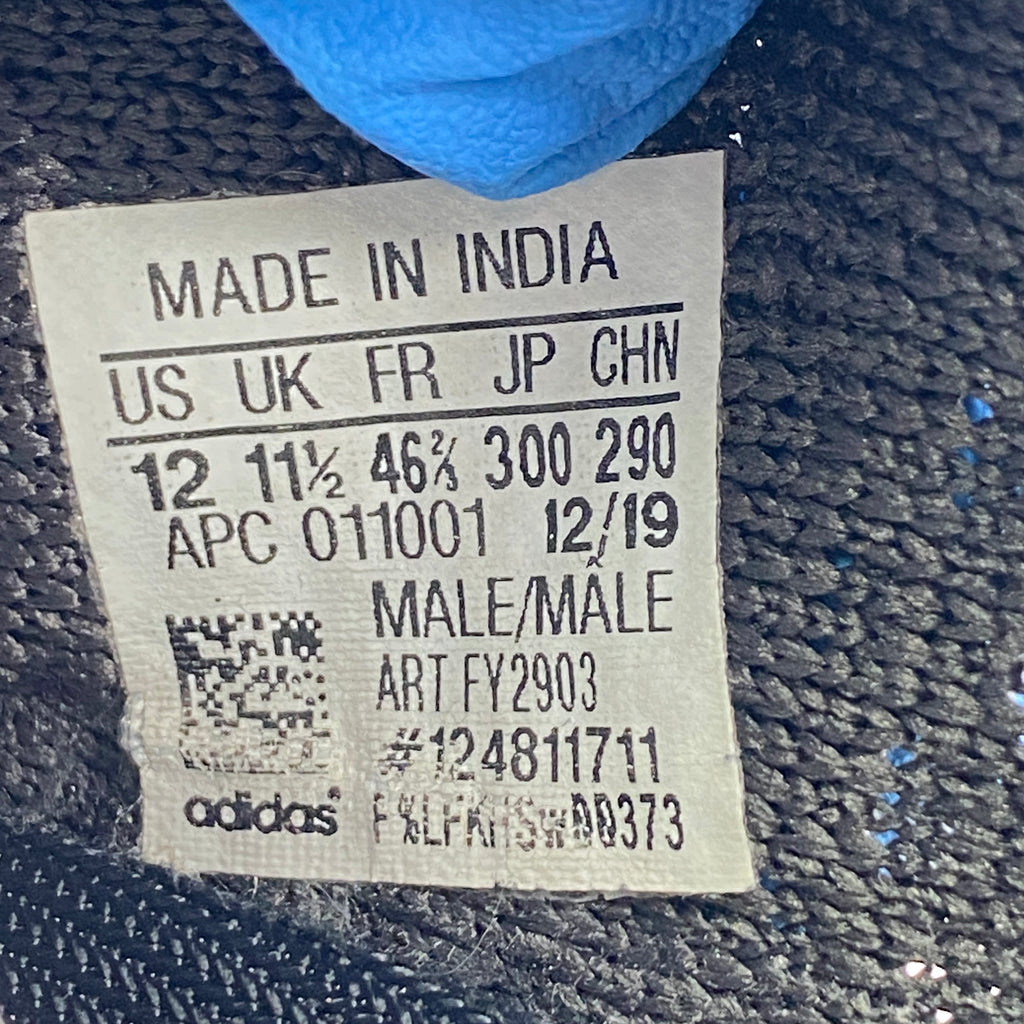 MADE IN INDIA
US UK FR JP CHN
12 11½ 46⅔ 300 290
APC 011001 12/19
MALE/MÂLE
ART FY2903
#124811711
adidas